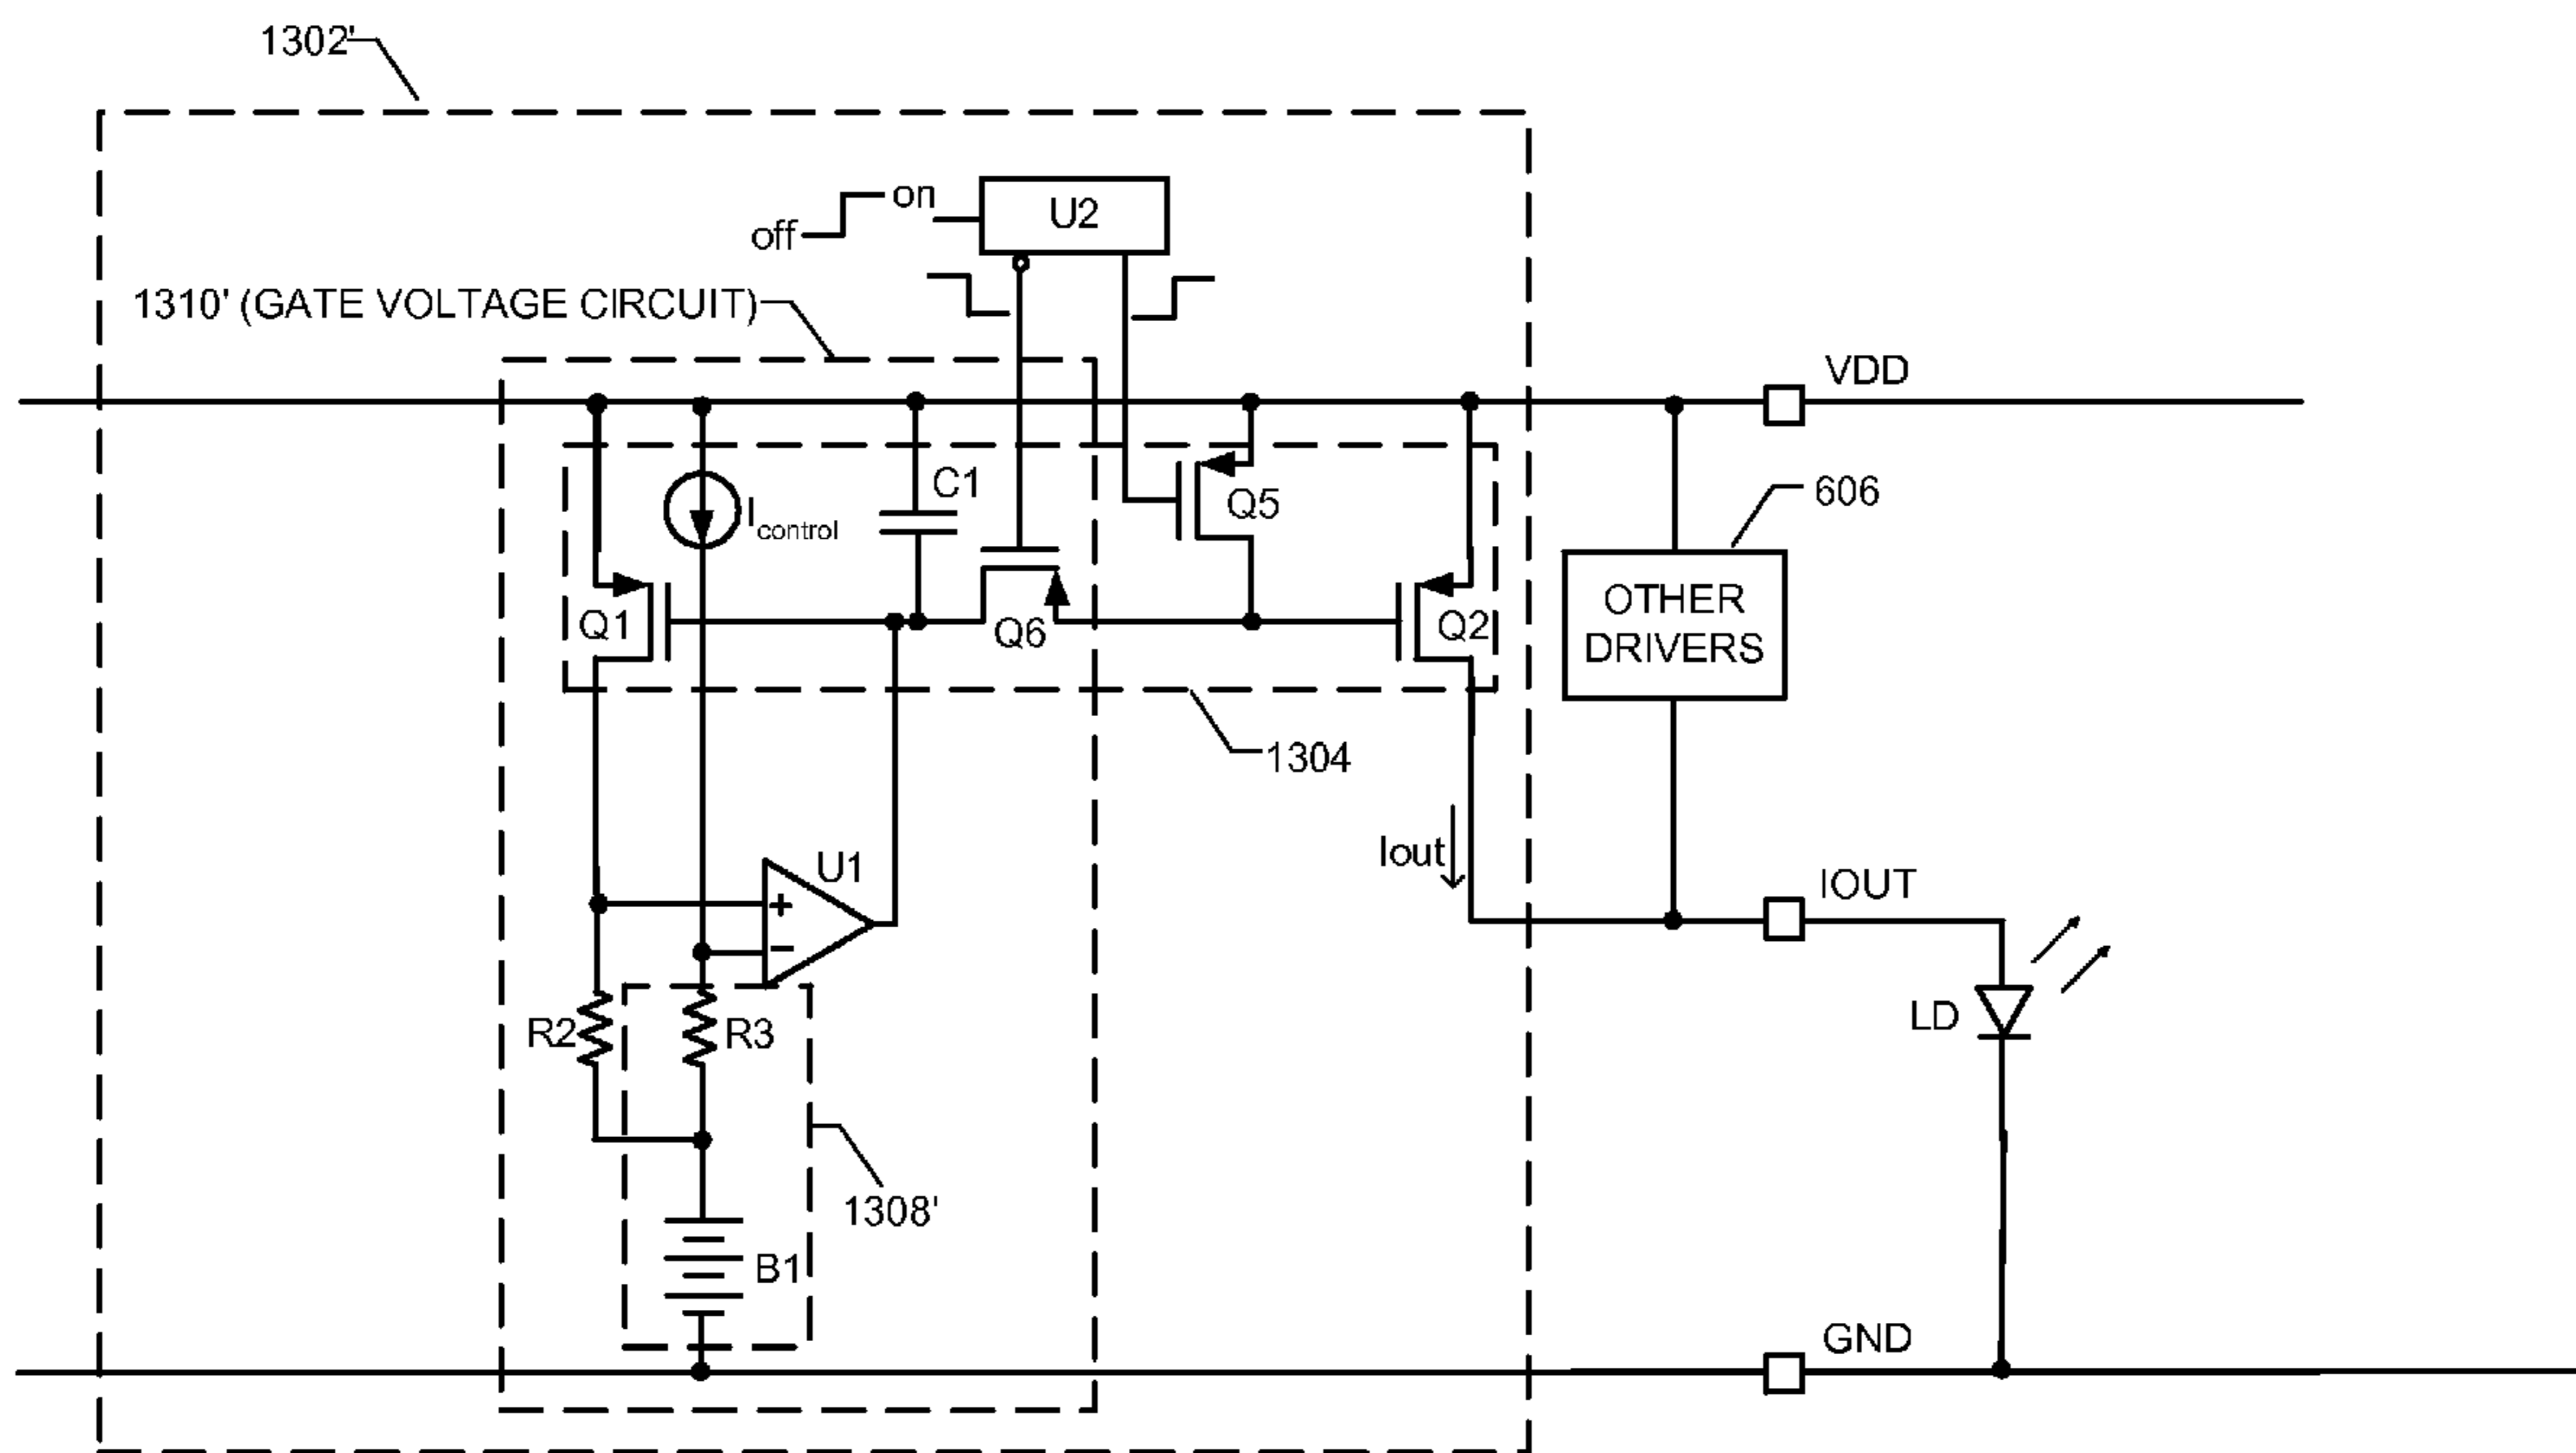 1302'
on
off
U2
1310' (GATE VOLTAGE CIRCUIT)
VDD
C1
Q5
606
Icontrol
OTHER
DRIVERS
Q1
Q6
Q2
1304
Iout
U1
+
−
IOUT
R2
R3
LD
1308'
B1
GND